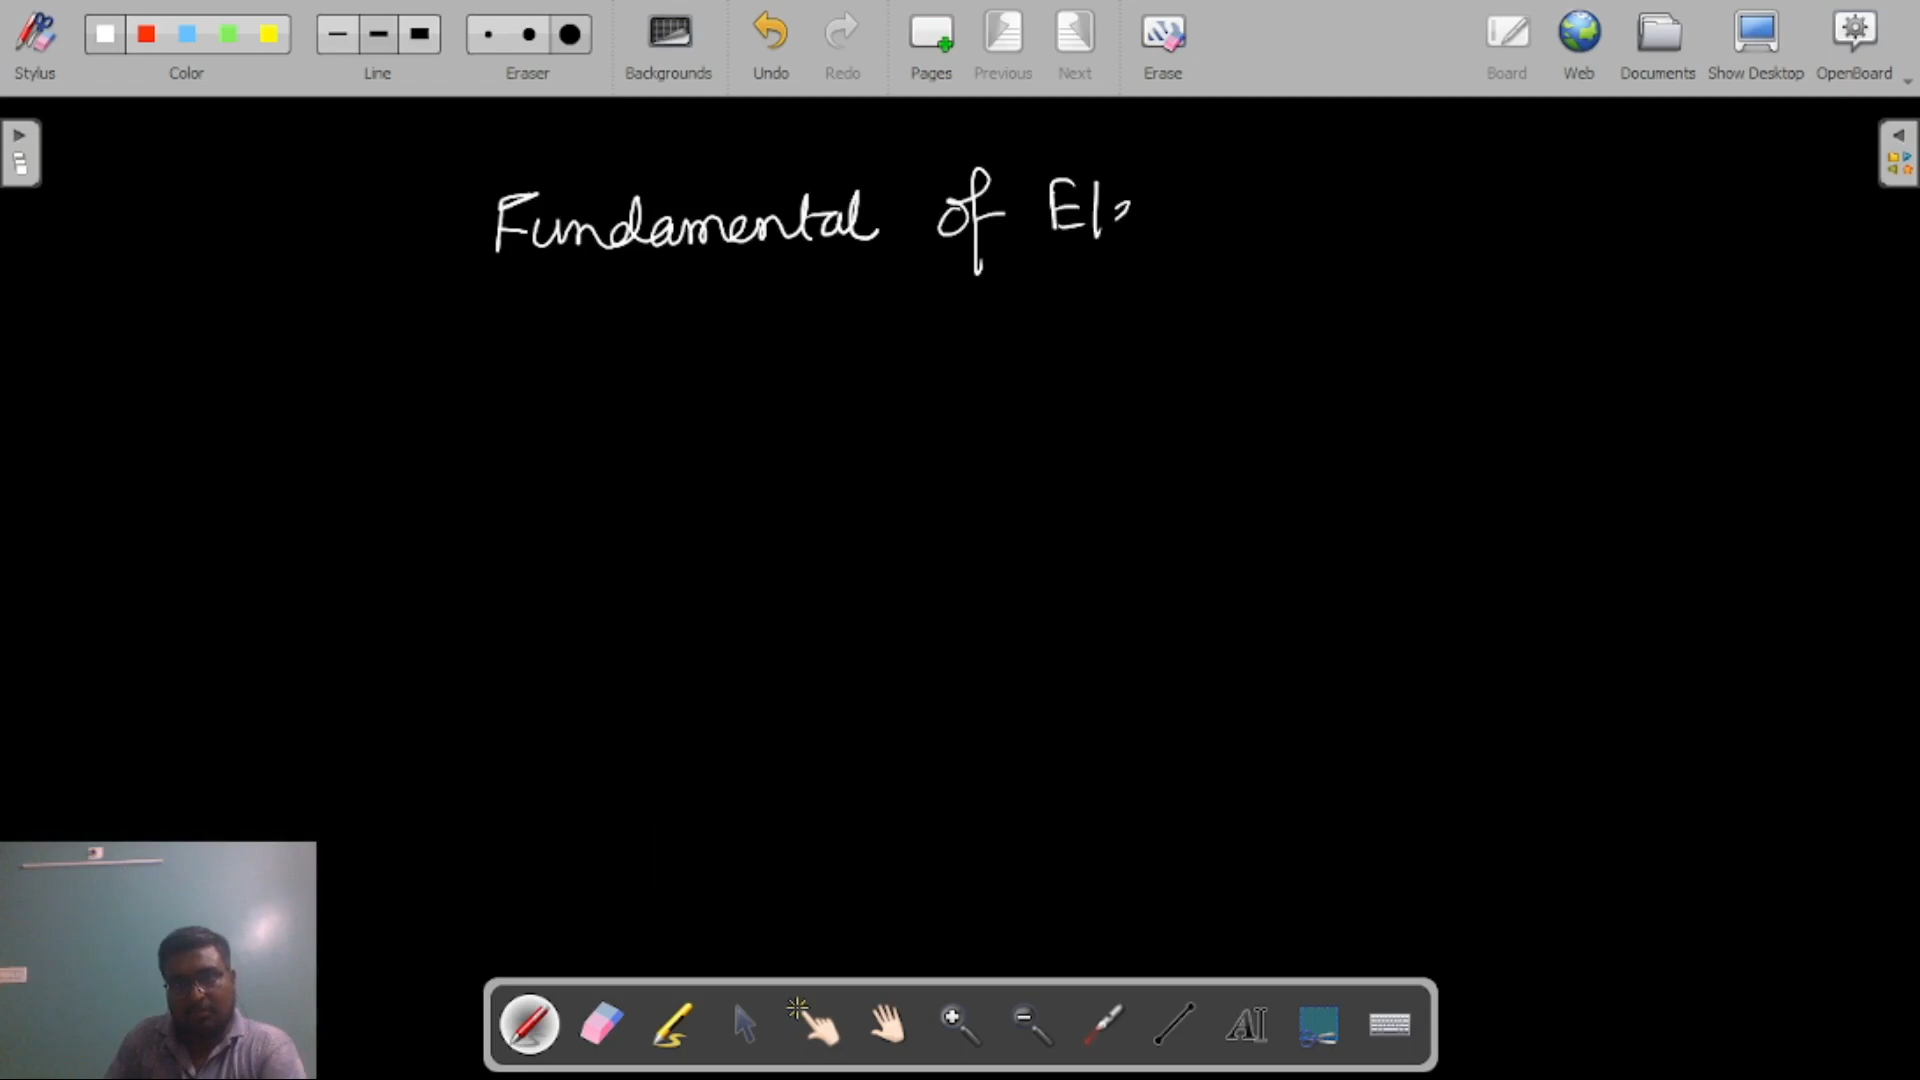 Stylus Color Line Eraser Backgrounds Undo Redo Pages Previous Next Erase Board Web Documents Show Desktop OpenBoard
Fundamental of El